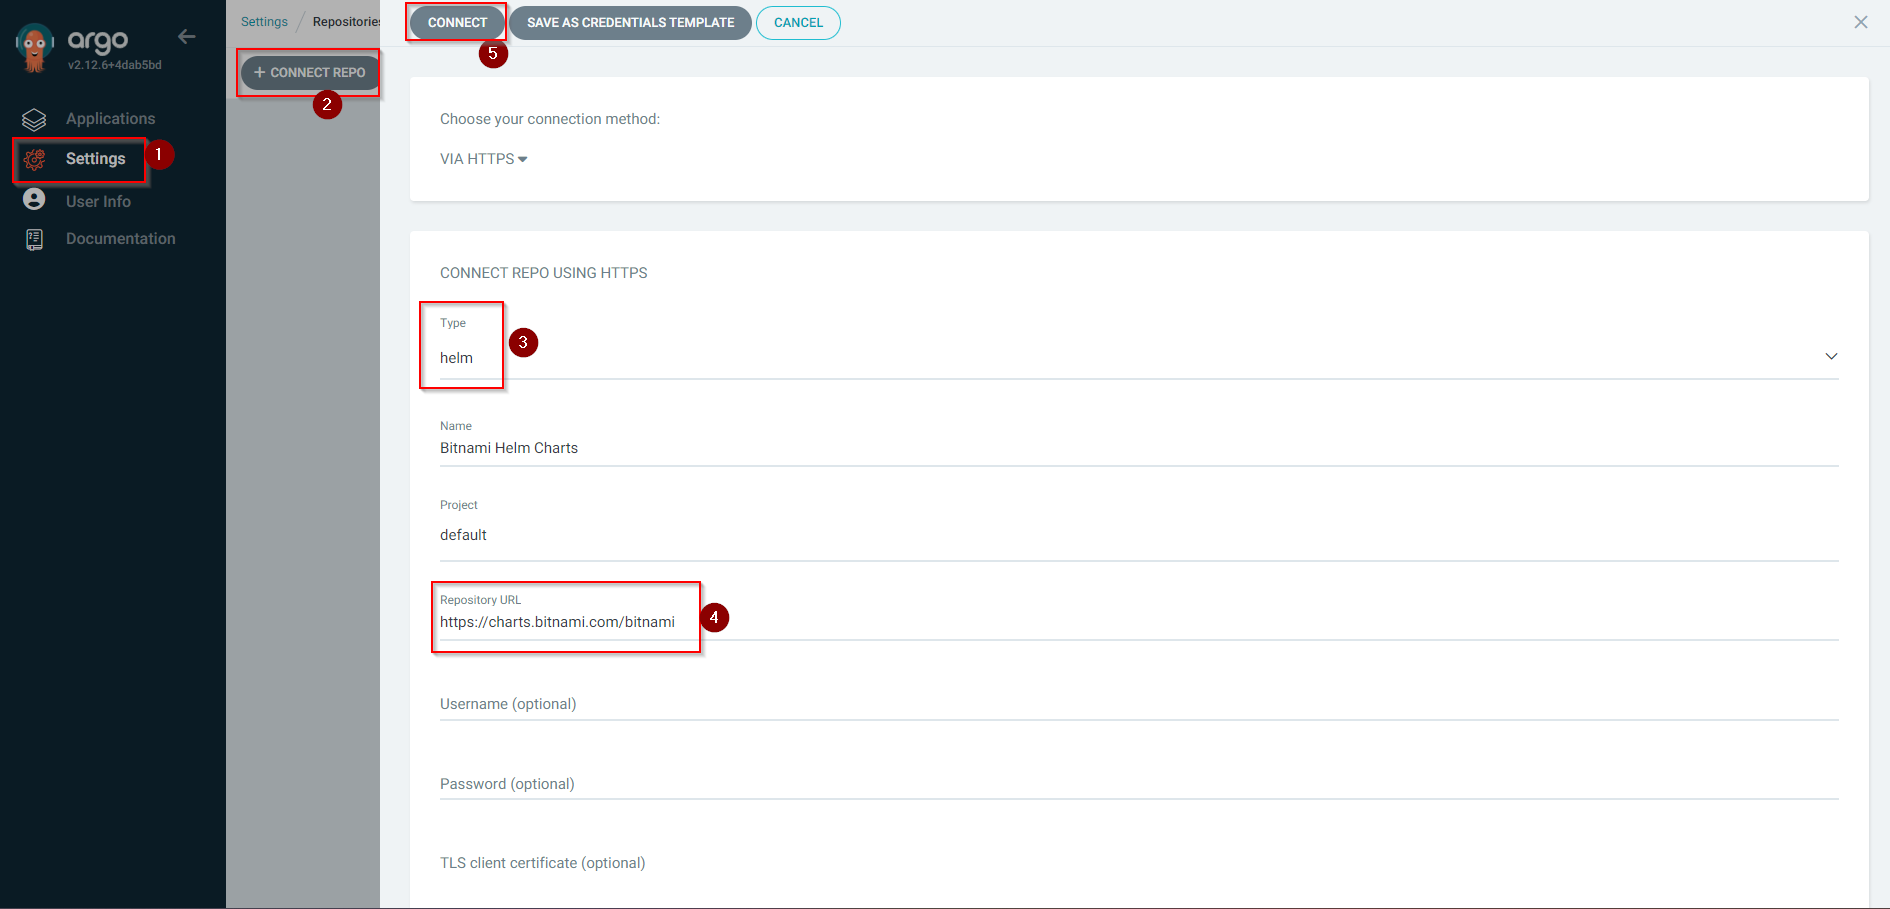 argo
v2.12.6+4dab5bd
Applications
Settings
1
User Info
Documentation
Settings / Repositories
+ CONNECT REPO
2
CONNECT
SAVE AS CREDENTIALS TEMPLATE
CANCEL
5
Choose your connection method:
VIA HTTPS
CONNECT REPO USING HTTPS
Type
helm
3
Name
Bitnami Helm Charts
Project
default
Repository URL
https://charts.bitnami.com/bitnami
4
Username (optional)
Password (optional)
TLS client certificate (optional)